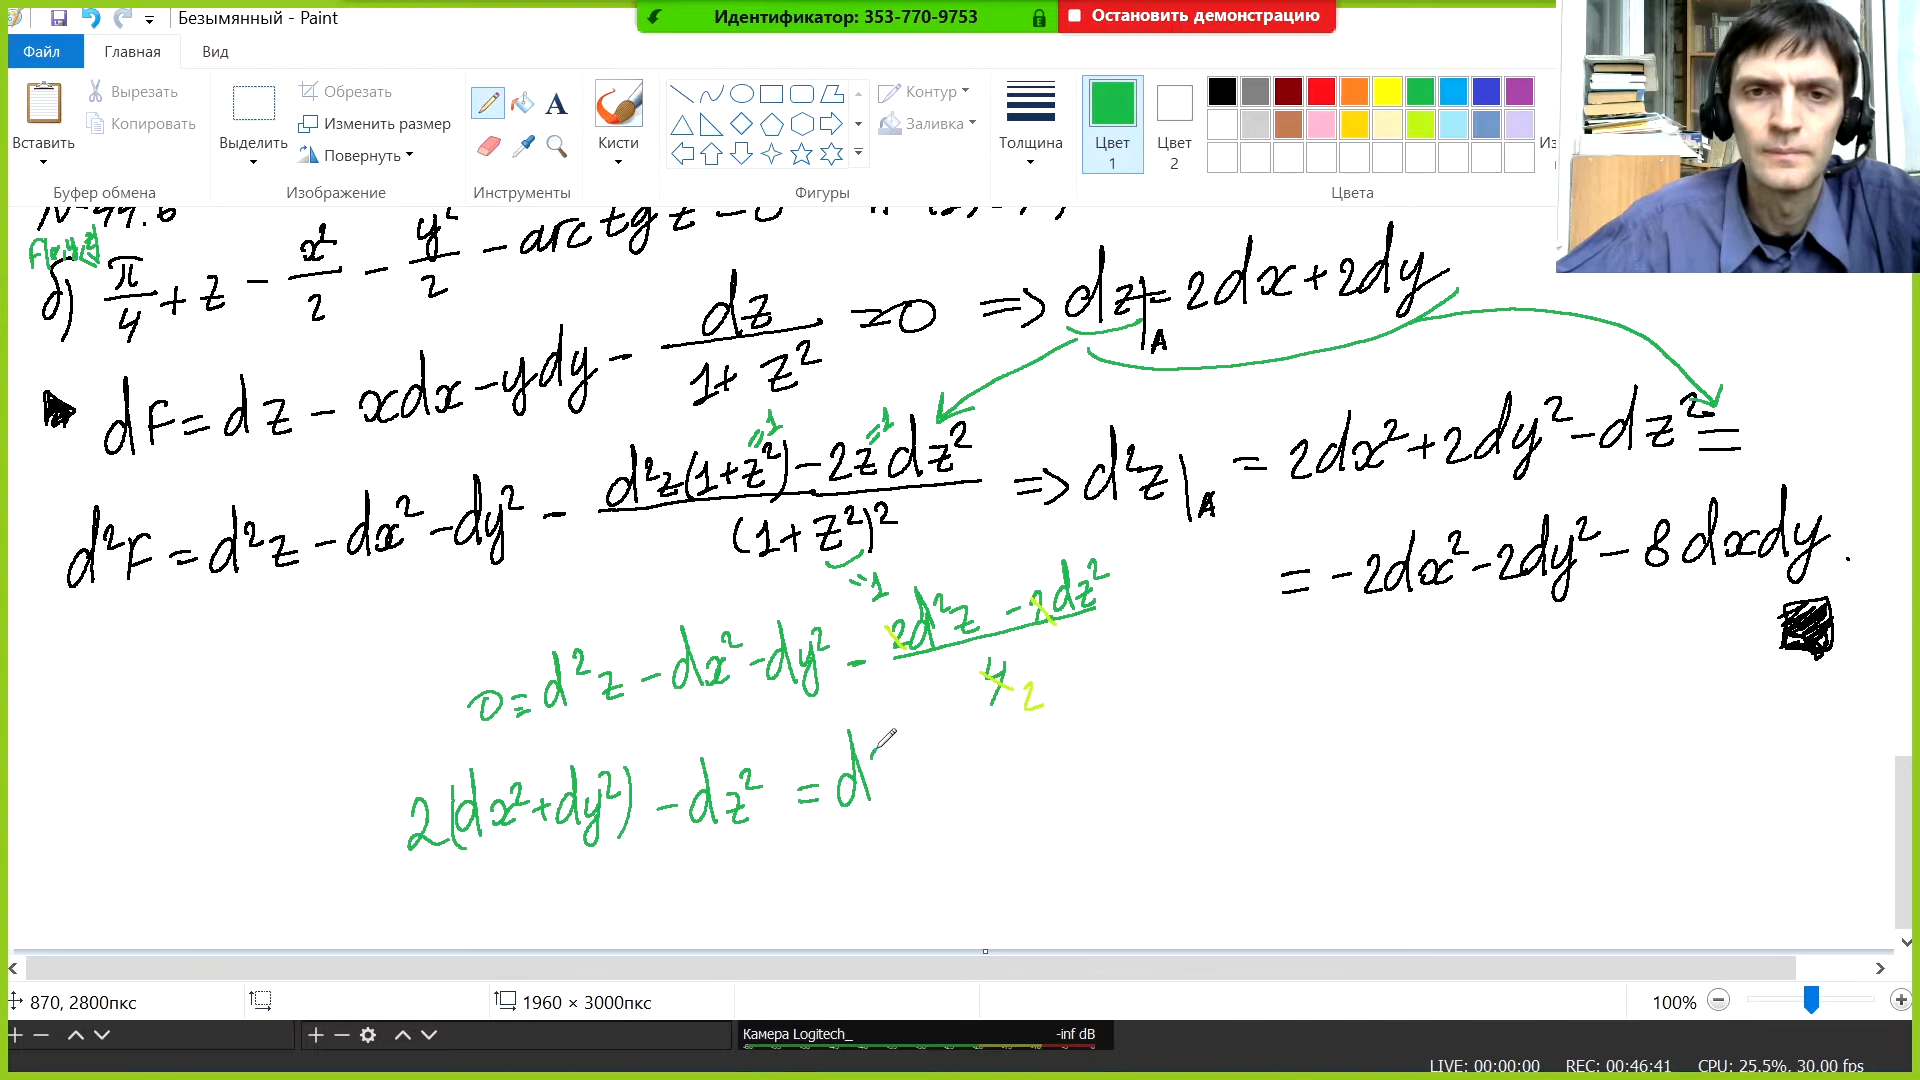 Безымянный - Paint
Идентификатор: 353-770-9753
Остановить демонстрацию
Файл Главная Вид
Вставить
Вырезать
Копировать
Буфер обмена
Выделить
Обрезать
Изменить размер
Повернуть
Изображение
Инструменты
Кисти
Фигуры
Контур
Заливка
Толщина
Цвет 1
Цвет 2
Цвета
Из
F(x,y,z)
б) π/4 + z - x²/2 - y²/2 - arctg z = 0
dF = dz - xdx - ydy - dz/(1+z²) = 0 => dz|A = 2dx + 2dy
=1 =1
d²F = d²z - dx² - dy² - (d²z(1+z²) - 2z dz²)/(1+z²)² => d²z|A = 2dx² + 2dy² - dz² =
=1
= -2dx² - 2dy² - 8dxdy.
0 = d²z - dx² - dy² - (2d²z - 2dz²)/4 2
2(dx² + dy²) - dz² = d
870, 2800пкс
1960 × 3000пкс
100%
Камера Logitech_ -inf dB
LIVE: 00:00:00 REC: 00:46:41 CPU: 25.5%, 30.00 fps